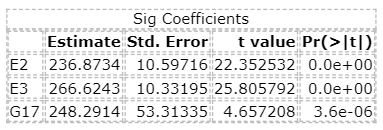 Sig Coefficients
Estimate Std. Error t value Pr(>|t|)
E2 236.8734 10.59716 22.352532 0.0e+00
E3 266.6243 10.33195 25.805792 0.0e+00
G17 248.2914 53.31335 4.657208 3.6e-06